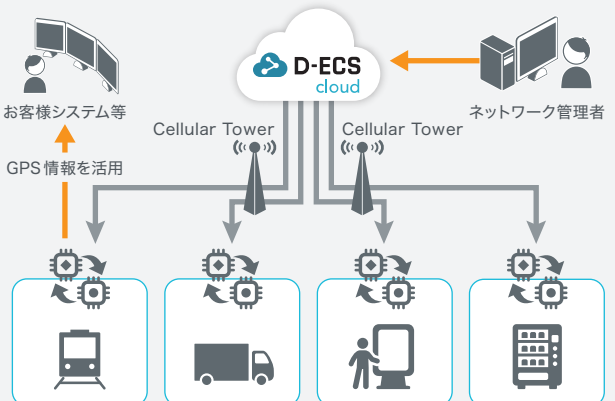 D-ECS
cloud
お客様システム等
ネットワーク管理者
Cellular Tower
Cellular Tower
GPS情報を活用